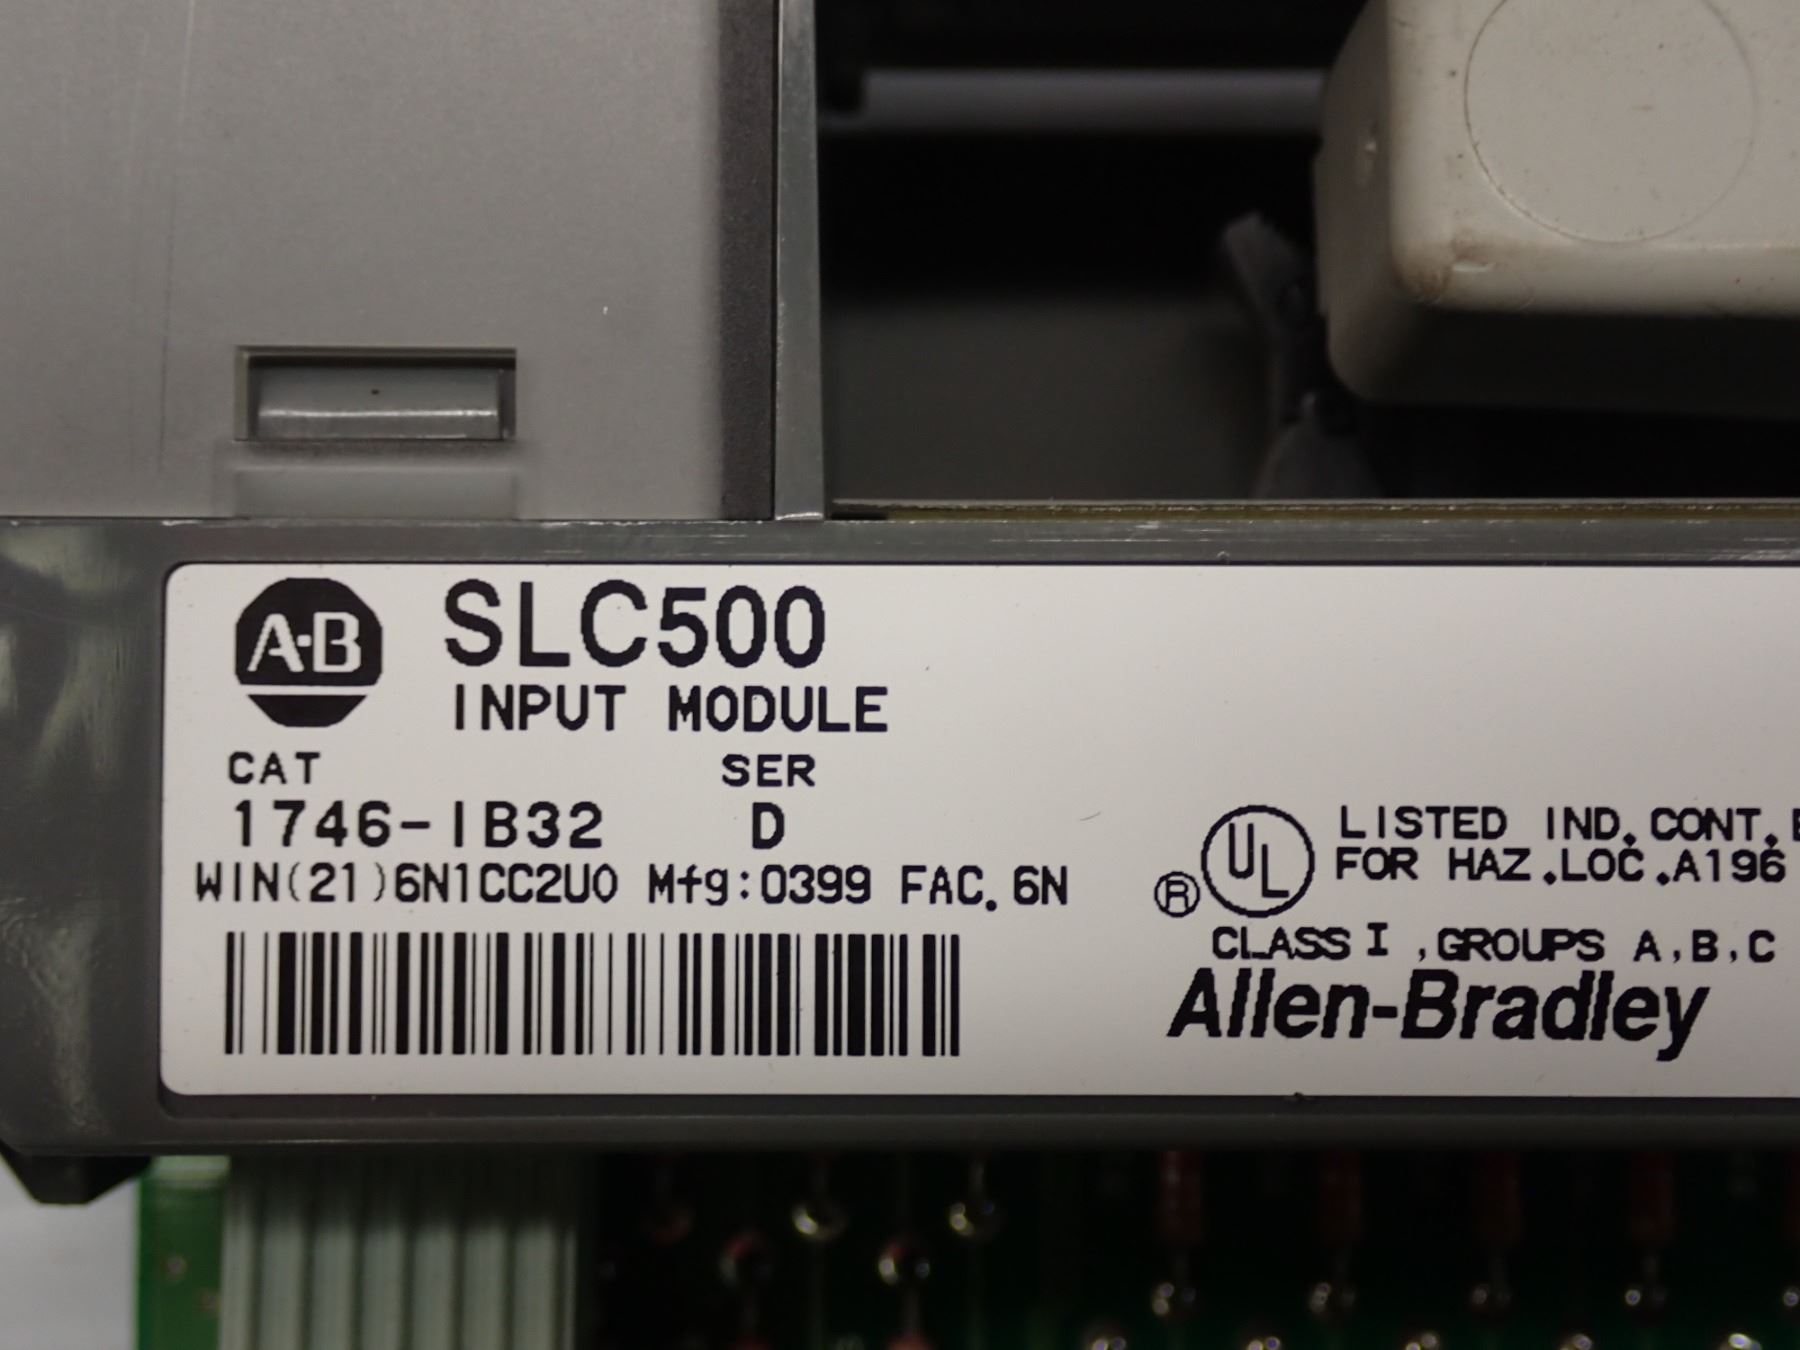 A-B SLC500
INPUT MODULE
CAT SER
1746-IB32 D
WIN(21)6N1CC2U0 Mfg:0399 FAC. 6N
® UL LISTED IND. CONT.
FOR HAZ.LOC.A196
CLASS I ,GROUPS A,B,C
Allen-Bradley